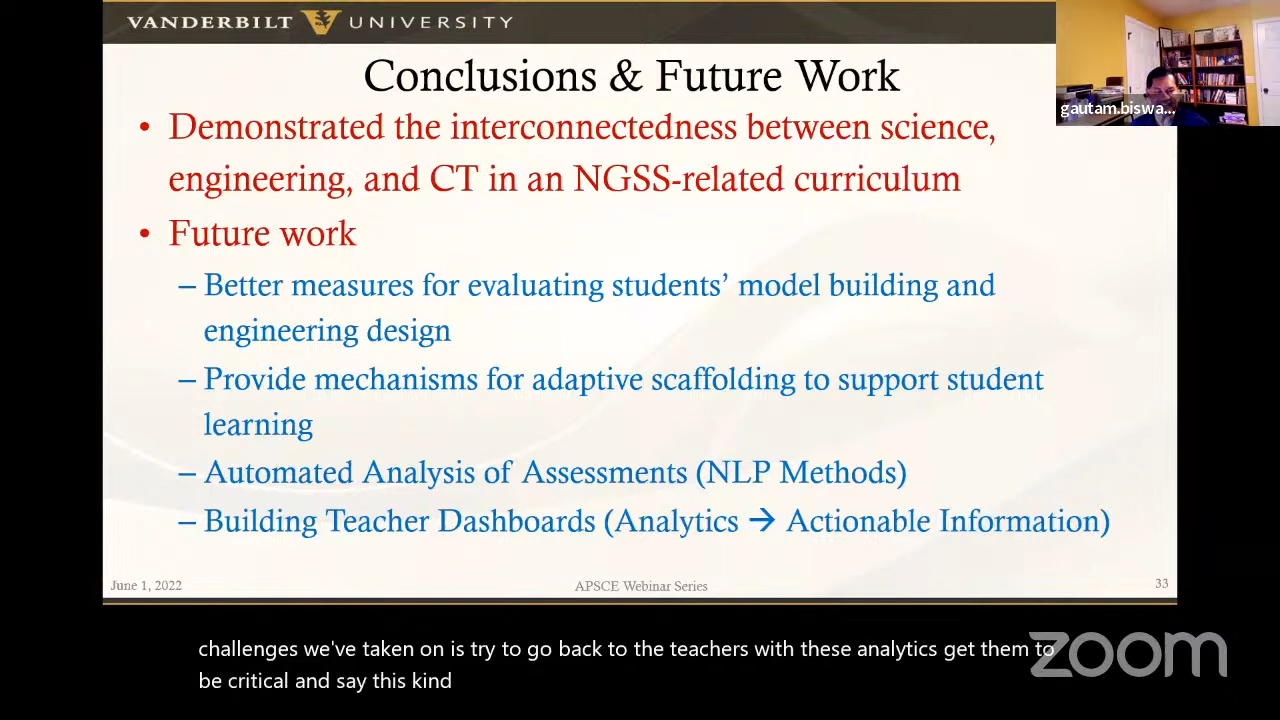 VANDERBILT UNIVERSITY
gautam.biswa...
Conclusions & Future Work
• Demonstrated the interconnectedness between science,
engineering, and CT in an NGSS-related curriculum
• Future work
– Better measures for evaluating students’ model building and
engineering design
– Provide mechanisms for adaptive scaffolding to support student
learning
– Automated Analysis of Assessments (NLP Methods)
– Building Teacher Dashboards (Analytics → Actionable Information)
June 1, 2022
APSCE Webinar Series
33
challenges we've taken on is try to go back to the teachers with these analytics get them to
be critical and say this kind
zoom